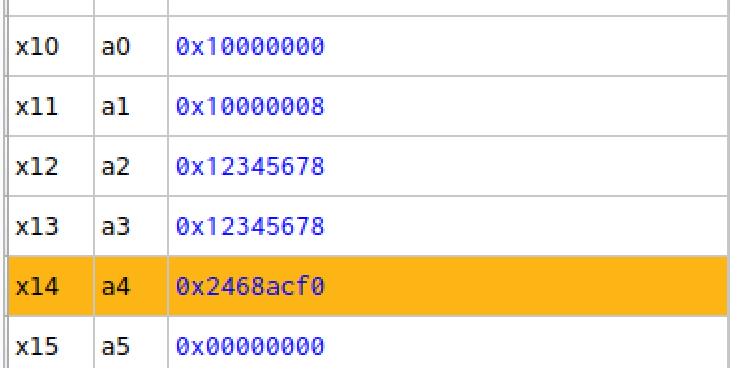 x10 a0 0x10000000
x11 a1 0x10000008
x12 a2 0x12345678
x13 a3 0x12345678
x14 a4 0x2468acf0
x15 a5 0x00000000